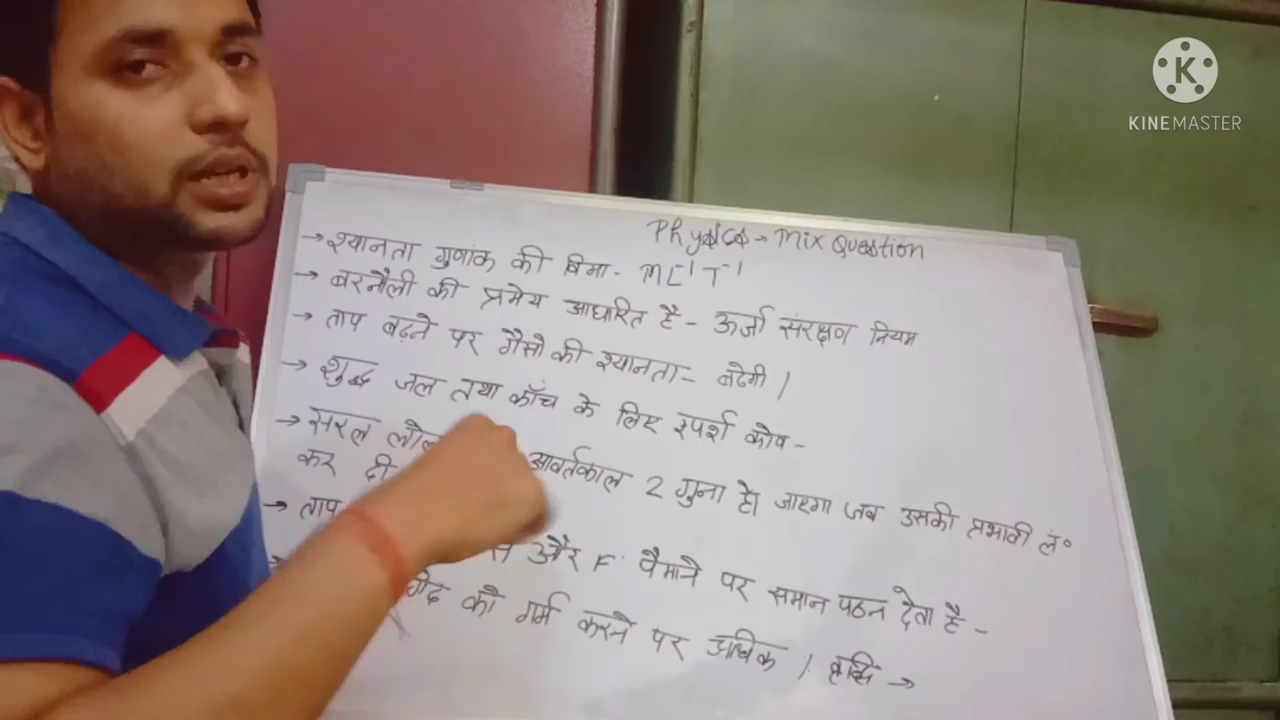 KINEMASTER
Physics → Mix Question
→ श्यानता गुणांक की विमा - ML⁻¹T⁻¹
→ बरनौली की प्रमेय आधारित है - ऊर्जा संरक्षण नियम
→ ताप बढ़ने पर गैसो की श्यानता - बढेगी /
→ शुद्ध जल तथा काँच के लिए स्पर्श कोण -
→ सरल आवर्तकाल 2 गुना हो जाएगा जब उसकी प्रभावी लं०
कर दी
→ ताप और F पैमाने पर समान पठन देता है -
को गर्म करने पर अधिक % वृद्धि →